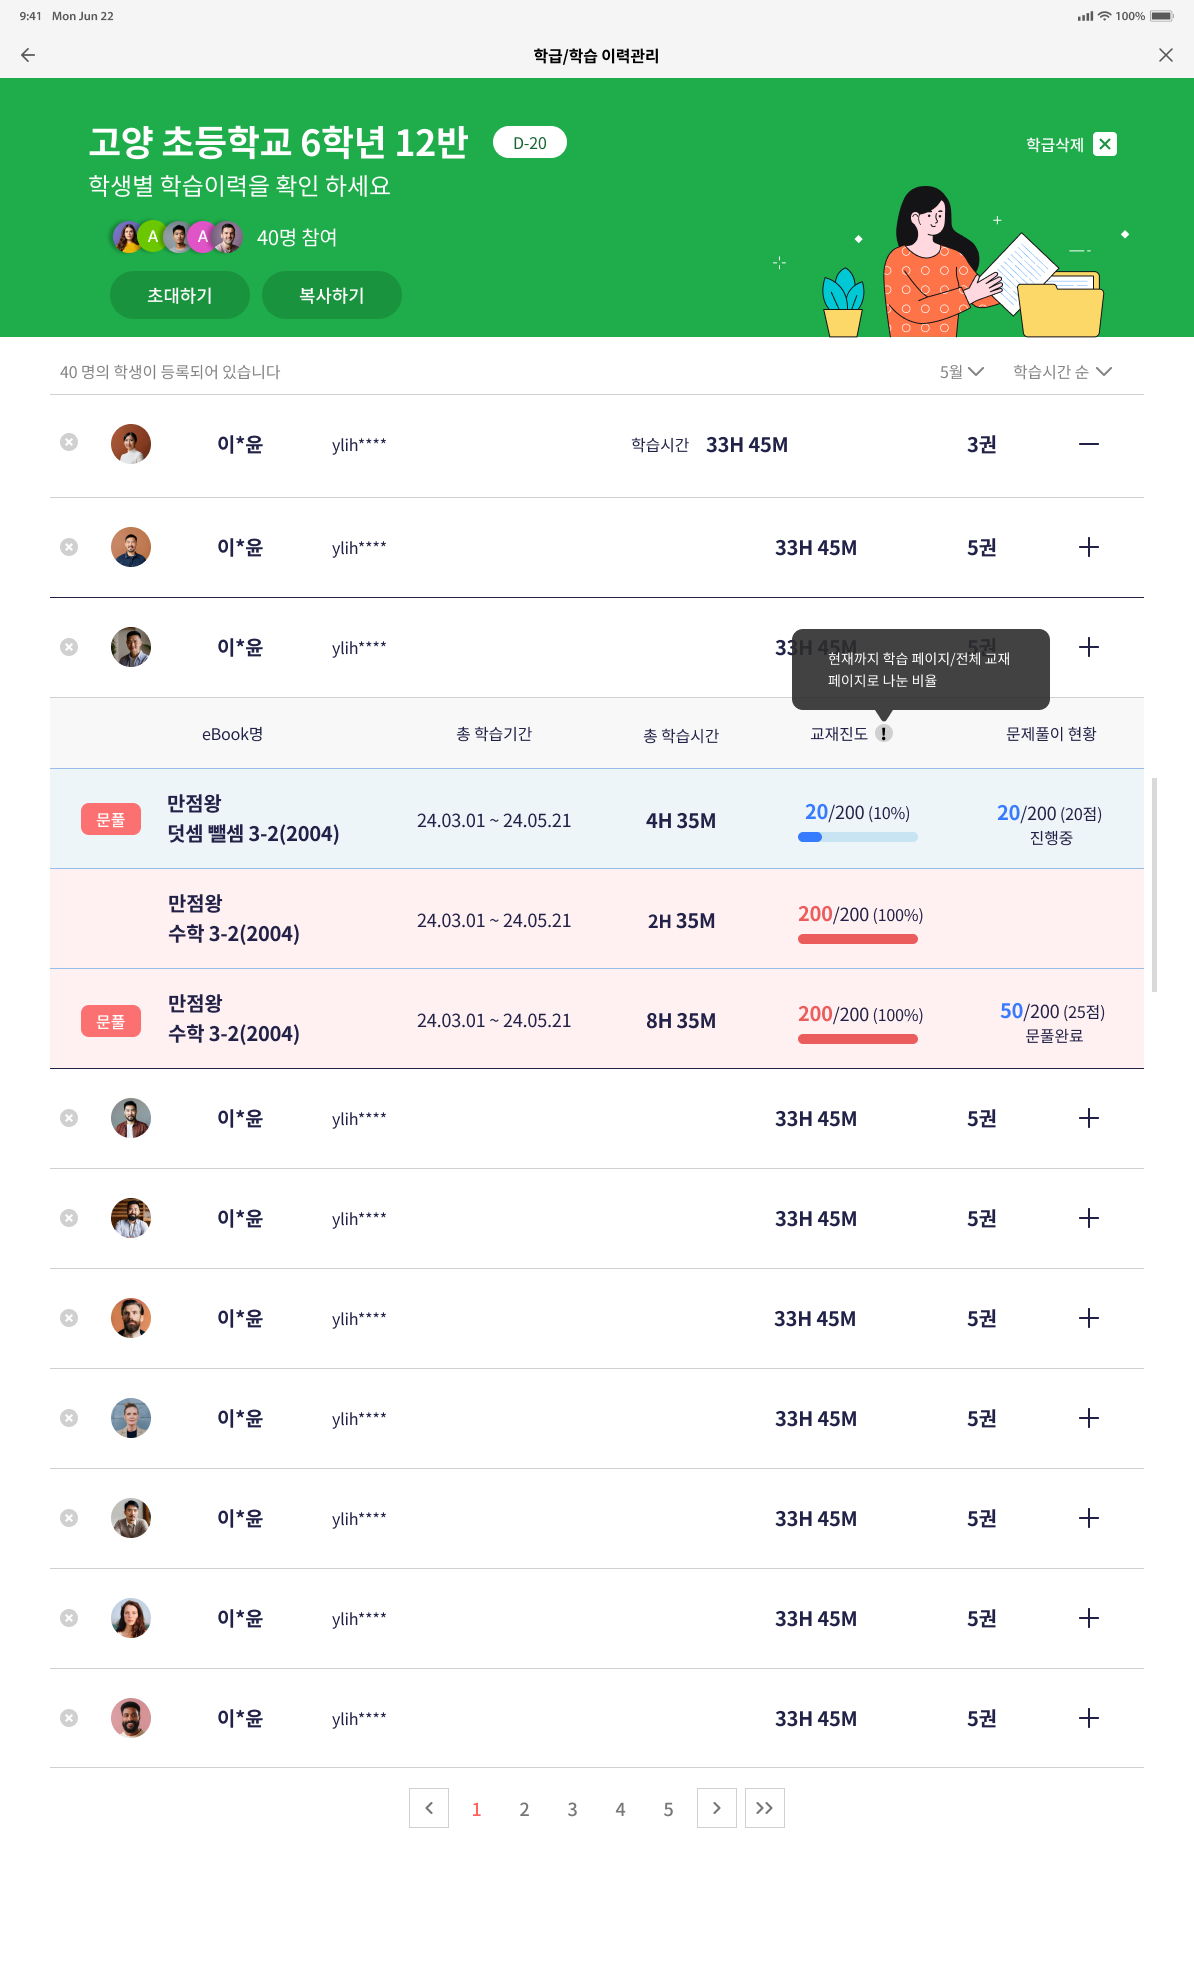 9:41 Mon Jun 22
100%
학급/학습 이력관리
고양 초등학교 6학년 12반
D-20
학급삭제
학생별 학습이력을 확인 하세요
A
A
40명 참여
초대하기
복사하기
40 명의 학생이 등록되어 있습니다
5월
학습시간 순
이*윤 ylih**** 학습시간 33H 45M 3권
이*윤 ylih**** 33H 45M 5권
이*윤 ylih**** 33H 45M 5권
현재까지 학습 페이지/전체 교재
페이지로 나눈 비율
eBook명 총 학습기간 총 학습시간 교재진도 ! 문제풀이 현황
문풀
만점왕
덧셈 뺄셈 3-2(2004)
24.03.01 ~ 24.05.21
4H 35M
20/200 (10%)
20/200 (20점)
진행중
만점왕
수학 3-2(2004)
24.03.01 ~ 24.05.21
2H 35M
200/200 (100%)
문풀
만점왕
수학 3-2(2004)
24.03.01 ~ 24.05.21
8H 35M
200/200 (100%)
50/200 (25점)
문풀완료
이*윤 ylih**** 33H 45M 5권
이*윤 ylih**** 33H 45M 5권
이*윤 ylih**** 33H 45M 5권
이*윤 ylih**** 33H 45M 5권
이*윤 ylih**** 33H 45M 5권
이*윤 ylih**** 33H 45M 5권
이*윤 ylih**** 33H 45M 5권
1 2 3 4 5